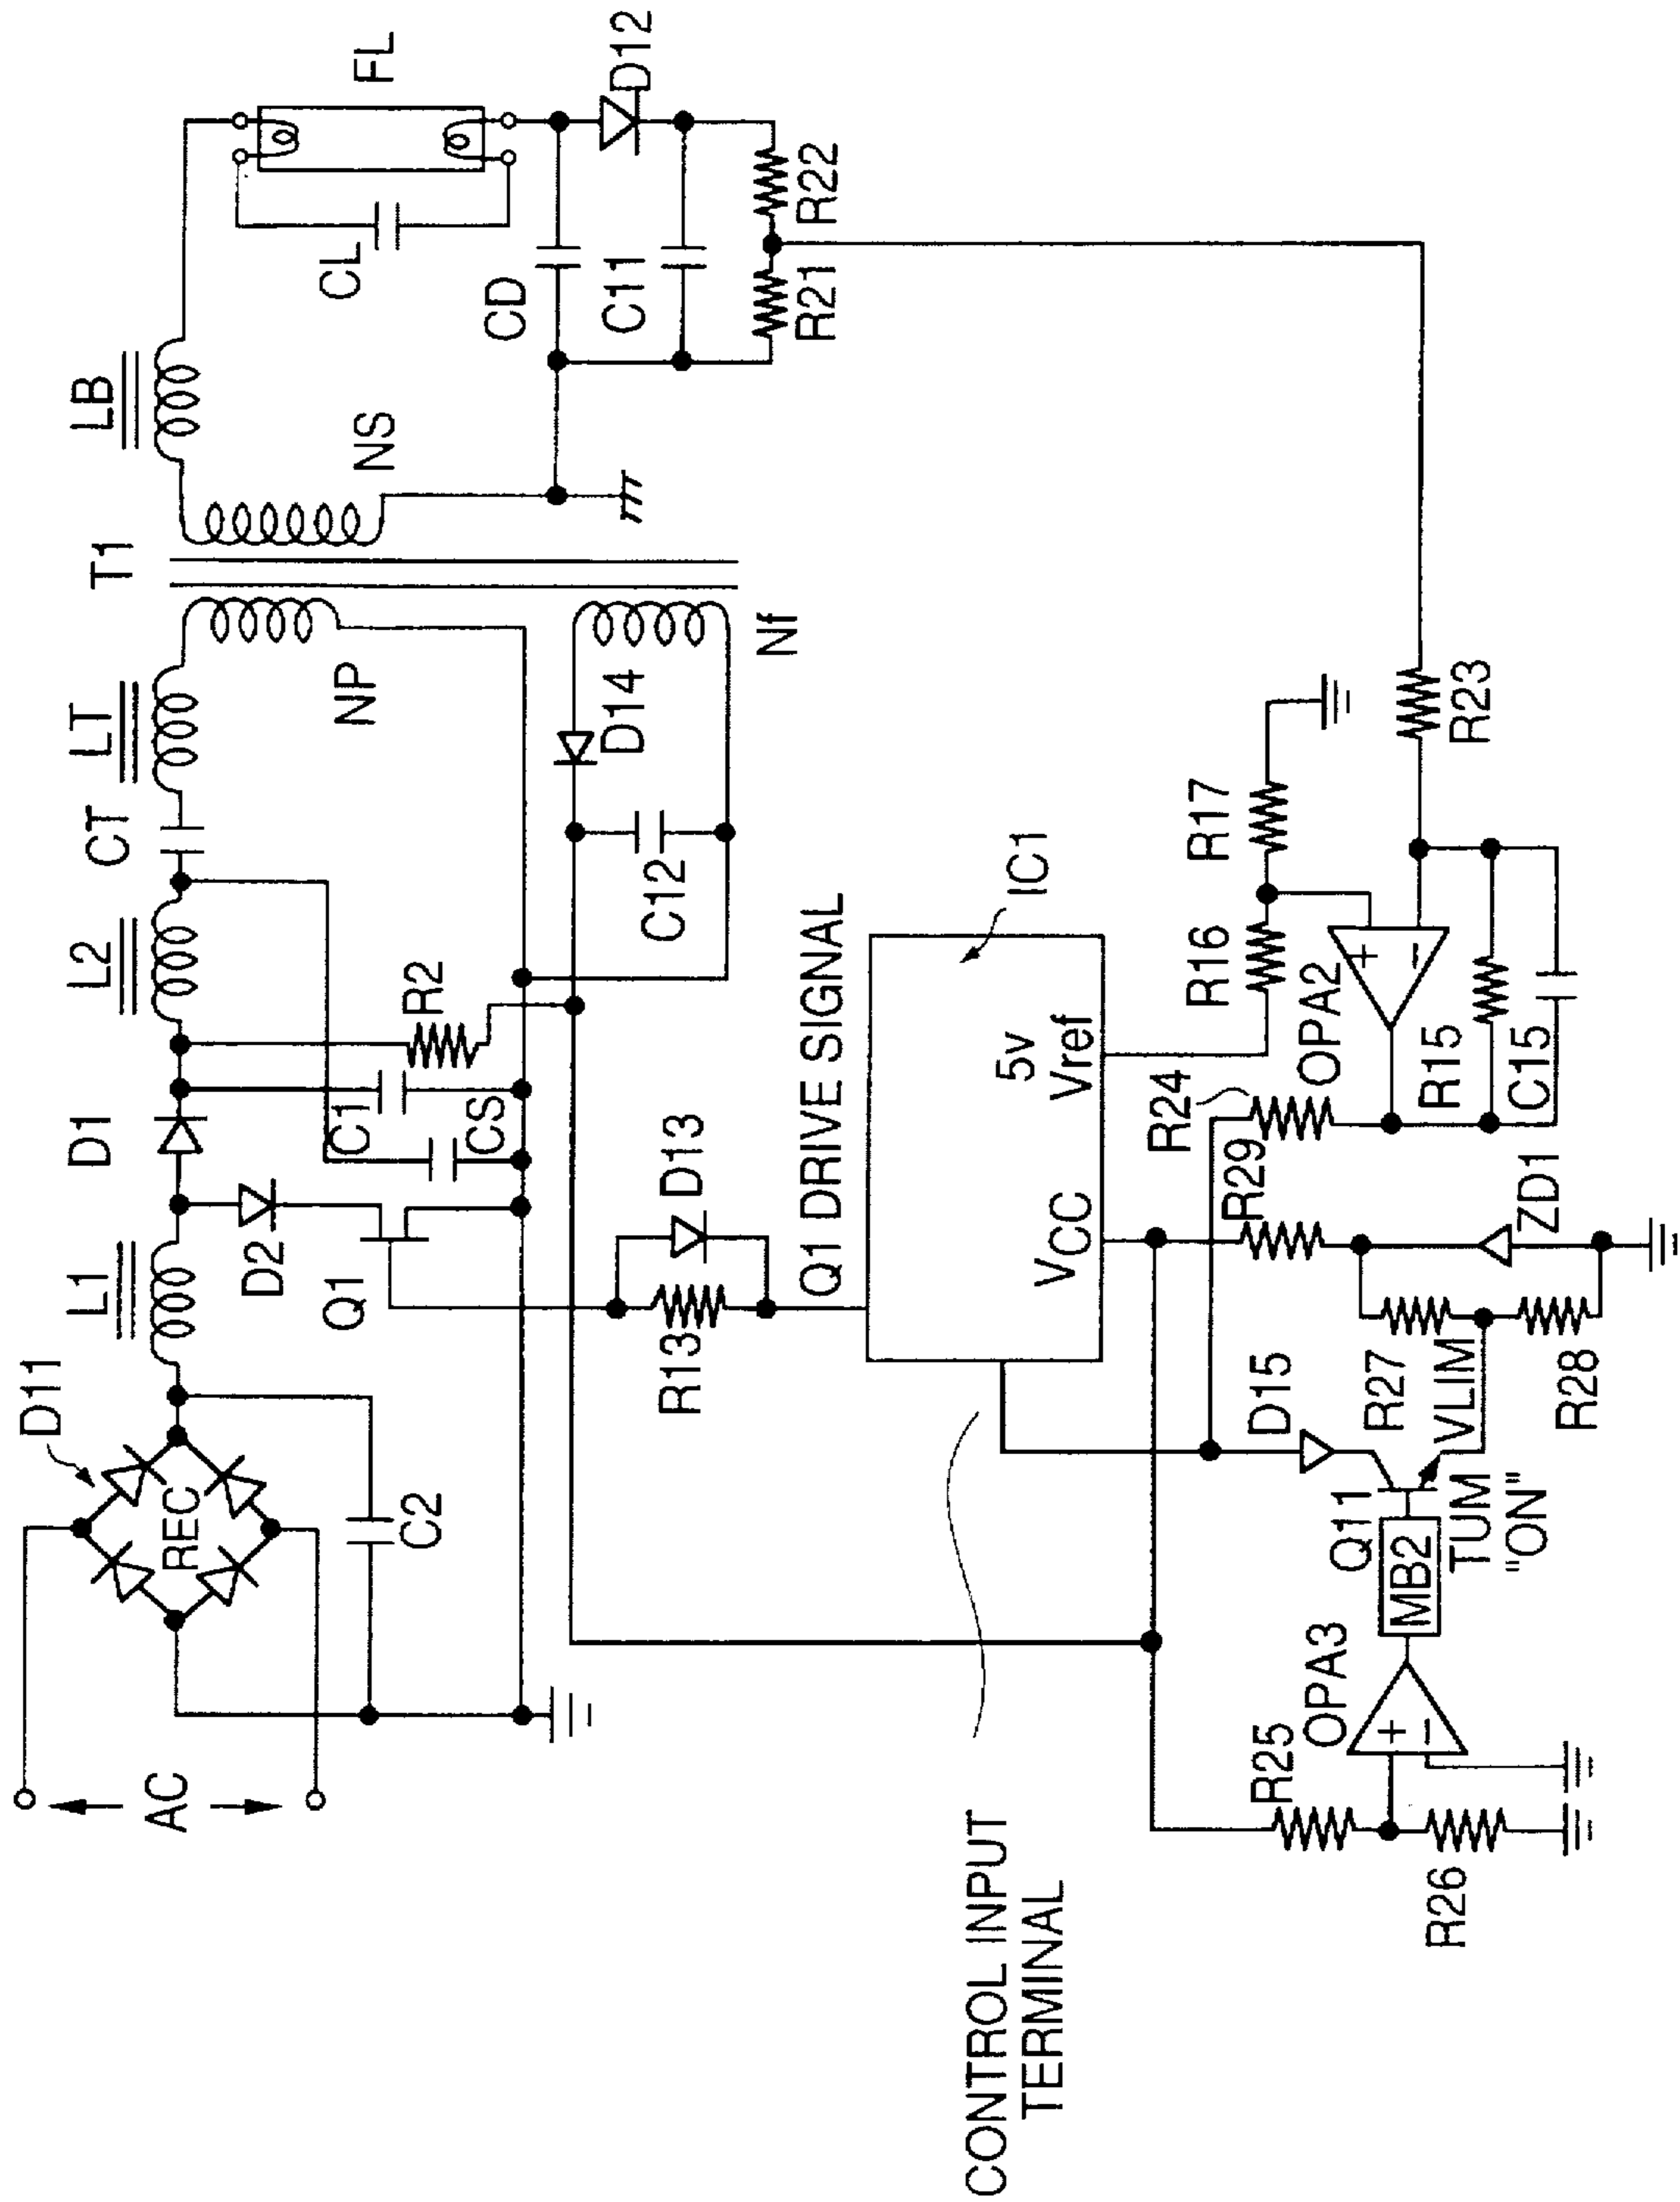 AC
D11
REC
C2
L1
D2
Q1
D1
C1
CS
L2
R2
CT
LT
NP
T1
NS
LB
CL
FL
CD
C11
D12
R21
R22
D14
C12
Nf
R13
D13
Q1 DRIVE SIGNAL
IC1
5v
Vref
VCC
CONTROL INPUT
TERMINAL
R25
R26
OPA3
+
−
MB2
Q11
TUM
"ON"
D15
R27
VLIM
R28
R29
ZD1
R24
R16
R17
OPA2
+
−
R15
C15
R23